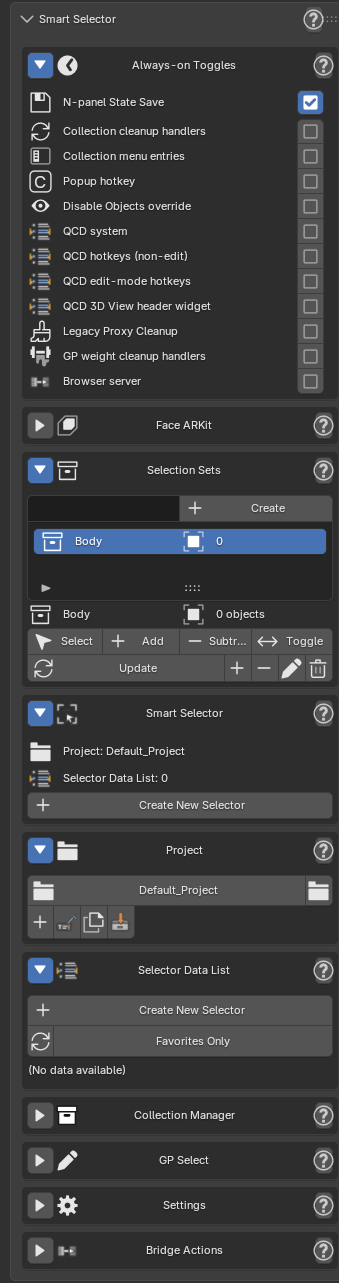 Smart Selector
Always-on Toggles
N-panel State Save
Collection cleanup handlers
Collection menu entries
C Popup hotkey
Disable Objects override
QCD system
QCD hotkeys (non-edit)
QCD edit-mode hotkeys
QCD 3D View header widget
Legacy Proxy Cleanup
GP weight cleanup handlers
Browser server
Face ARKit
Selection Sets
Create
Body 0
Body 0 objects
Select Add Subtr... Toggle
Update
Smart Selector
Project: Default_Project
Selector Data List: 0
Create New Selector
Project
Default_Project
Selector Data List
Create New Selector
Favorites Only
(No data available)
Collection Manager
GP Select
Settings
Bridge Actions